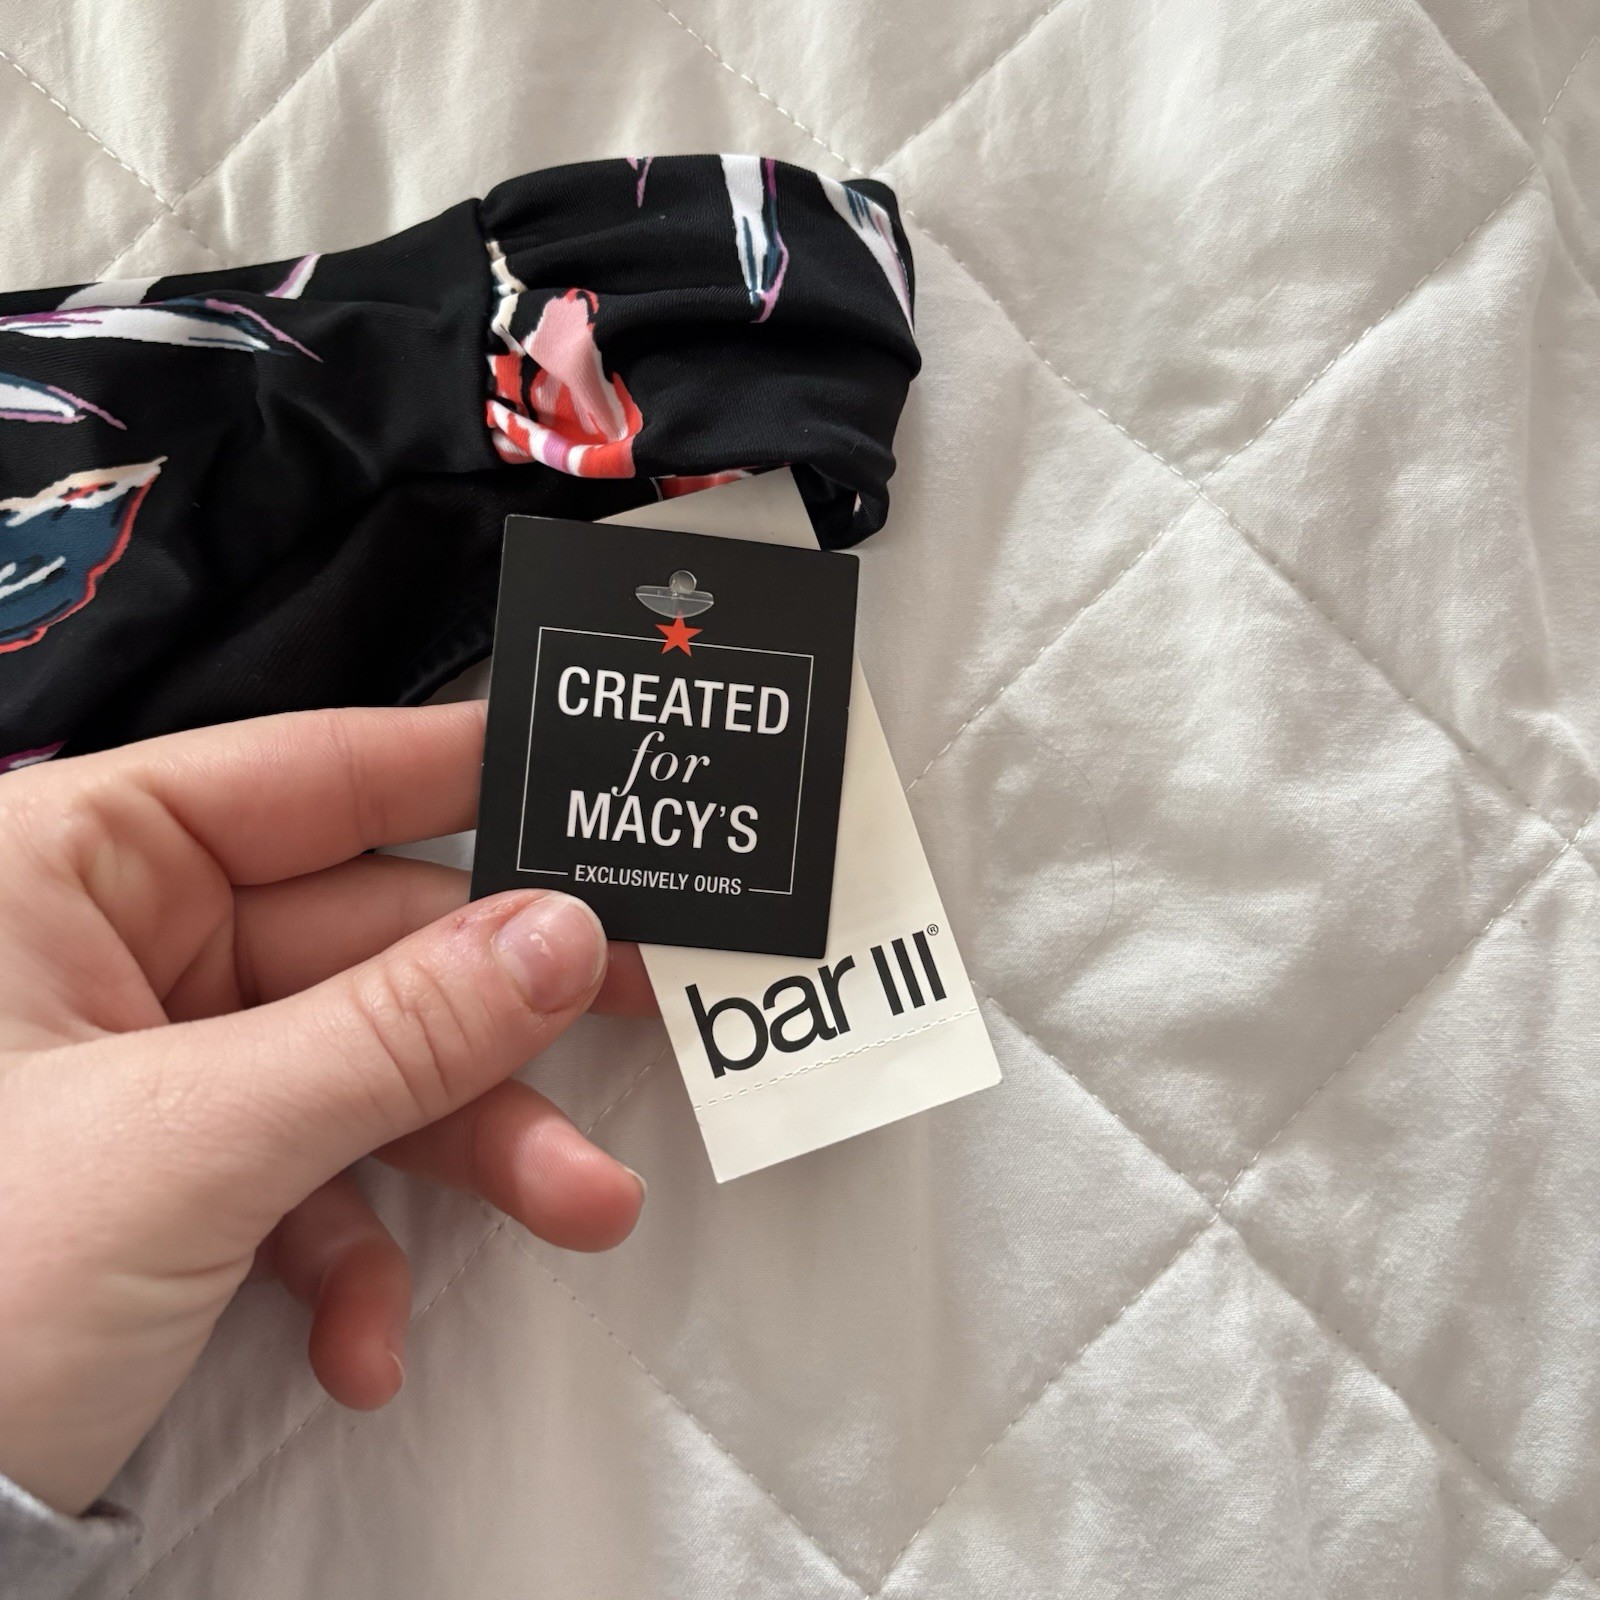 CREATED
for
MACY'S
EXCLUSIVELY OURS
bar III®